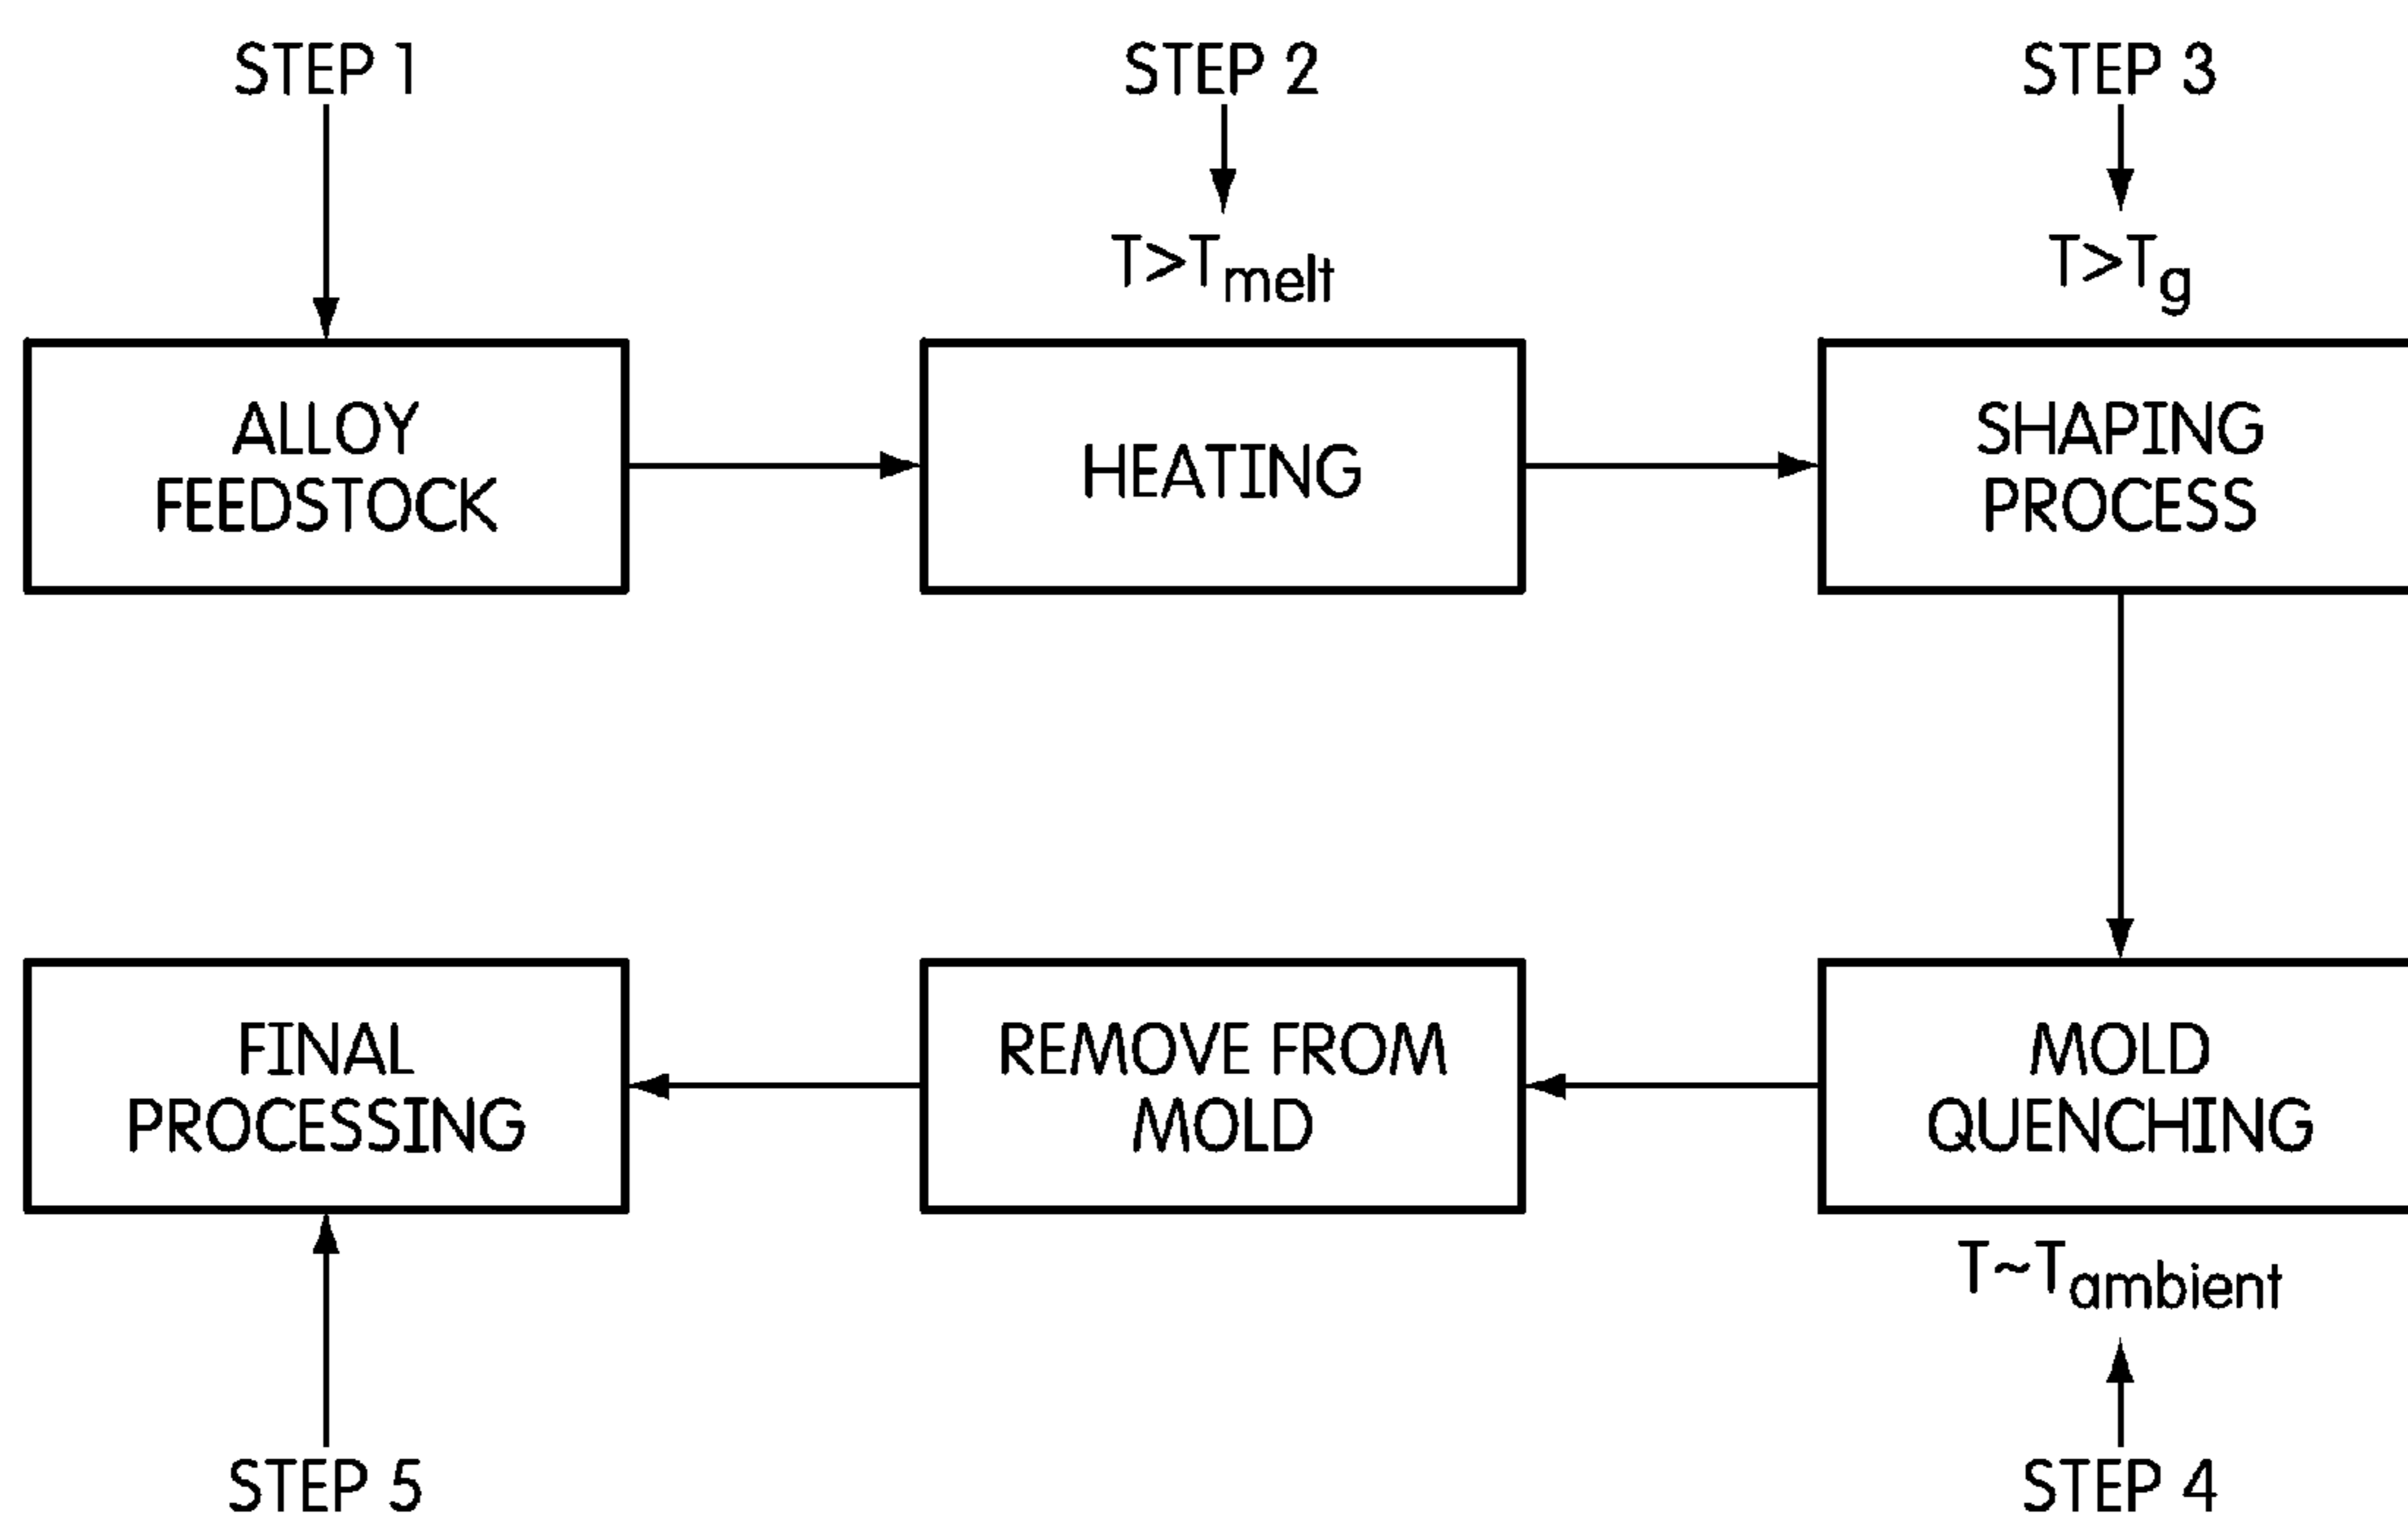 STEP 1
STEP 2
STEP 3
T>Tmelt
T>Tg
ALLOY
FEEDSTOCK
HEATING
SHAPING
PROCESS
FINAL
PROCESSING
REMOVE FROM
MOLD
MOLD
QUENCHING
T~Tambient
STEP 5
STEP 4